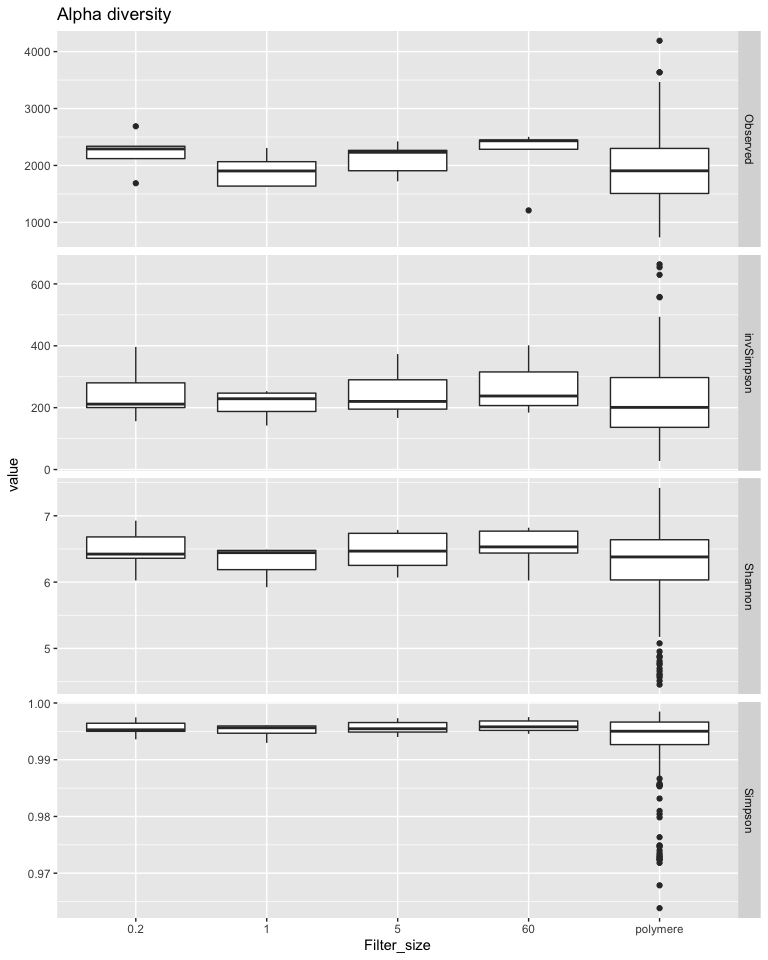 Alpha diversity
4000
3000
2000
1000
Observed
600
400
200
0
invSimpson
value
7
6
5
Shannon
1.00
0.99
0.98
0.97
Simpson
0.2 1 5 60 polymere
Filter_size